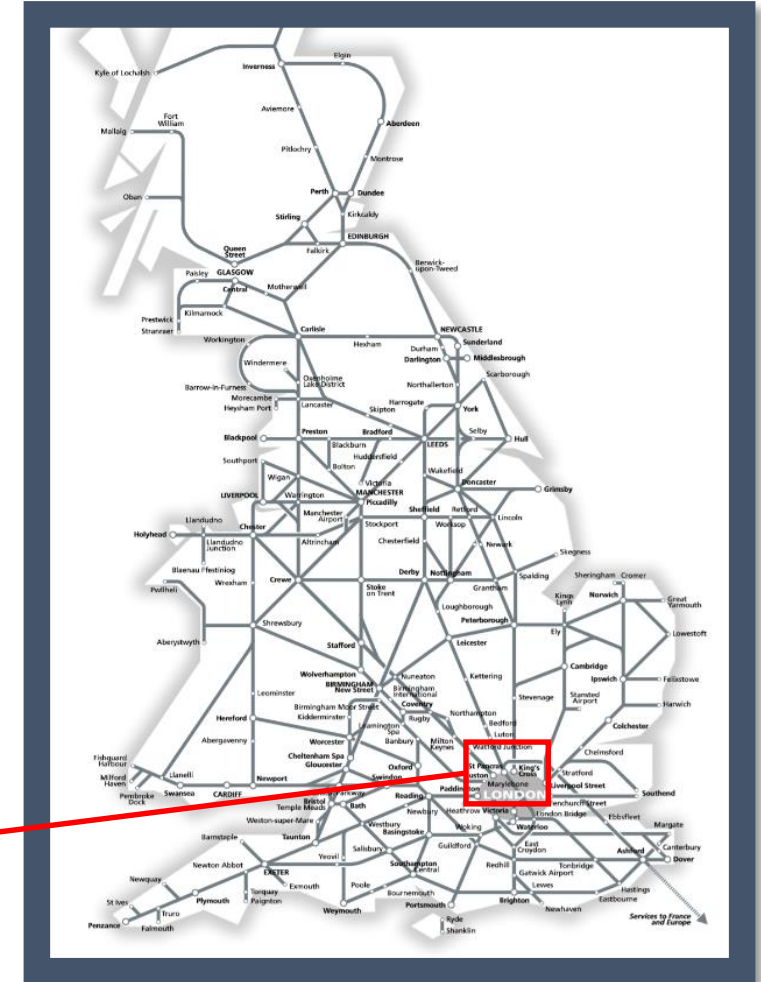 Elgin
Inverness
Kyle of Lochalsh
Aviemore
Fort
William
Mallaig
Aberdeen
Pitlochry
Montrose
Perth
Dundee
Oban
Stirling
Kirkcaldy
EDINBURGH
Queen
Street
Falkirk
Berwick-
upon-Tweed
Paisley
GLASGOW
Central
Motherwell
Prestwick
Kilmarnock
Stranraer
Carlisle
NEWCASTLE
Workington
Hexham
Durham
Sunderland
Darlington
Middlesbrough
Windermere
Scarborough
Oxenholme
Lake District
Barrow-in-Furness
Northallerton
Morecambe
Heysham Port
Lancaster
Harrogate
York
Skipton
Blackpool
Preston
Bradford
Selby
Hull
Blackburn
LEEDS
Huddersfield
Southport
Bolton
Wakefield
Wigan
Victoria
Doncaster
MANCHESTER
Piccadilly
LIVERPOOL
Warrington
Grimsby
Manchester
Airport
Sheffield
Retford
Llandudno
Stockport
Worksop
Lincoln
Holyhead
Chester
Llandudno
Junction
Altrincham
Chesterfield
Newark
Skegness
Blaenau Ffestiniog
Pwllheli
Wrexham
Crewe
Stoke
on Trent
Derby
Nottingham
Grantham
Spalding
Sheringham
Cromer
Kings
Lynn
Norwich
Great
Yarmouth
Loughborough
Shrewsbury
Peterborough
Ely
Lowestoft
Aberystwyth
Stafford
Leicester
Wolverhampton
Nuneaton
Kettering
Cambridge
BIRMINGHAM
New Street
Birmingham
International
Ipswich
Felixstowe
Leominster
Birmingham Moor Street
Coventry
Stevenage
Stansted
Airport
Kidderminster
Rugby
Northampton
Harwich
Hereford
Leamington
Spa
Bedford
Colchester
Abergavenny
Worcester
Banbury
Milton
Keynes
Luton
Watford Junction
Chelmsford
Fishguard
Harbour
Cheltenham Spa
Gloucester
Oxford
St Pancras
King's
Cross
Stratford
Milford
Haven
Llanelli
Newport
Swindon
Euston
Marylebone
Liverpool Street
Pembroke
Dock
Swansea
CARDIFF
Parkway
Reading
Paddington
LONDON
Southend
Bristol
Temple Meads
Bath
Newbury
Heathrow
Victoria
Fenchurch Street
London Bridge
Ebbsfleet
Weston-super-Mare
Westbury
Basingstoke
Woking
Waterloo
Margate
Barnstaple
Taunton
Salisbury
Guildford
East
Croydon
Canterbury
Newton Abbot
Yeovil
Southampton
Central
Redhill
Tonbridge
Ashford
Dover
EXETER
Gatwick Airport
Newquay
Exmouth
Poole
Lewes
Hastings
St Ives
Plymouth
Torquay
Paignton
Bournemouth
Eastbourne
Truro
Weymouth
Portsmouth
Brighton
Newhaven
Penzance
Falmouth
Ryde
Shanklin
Services to France
and Europe